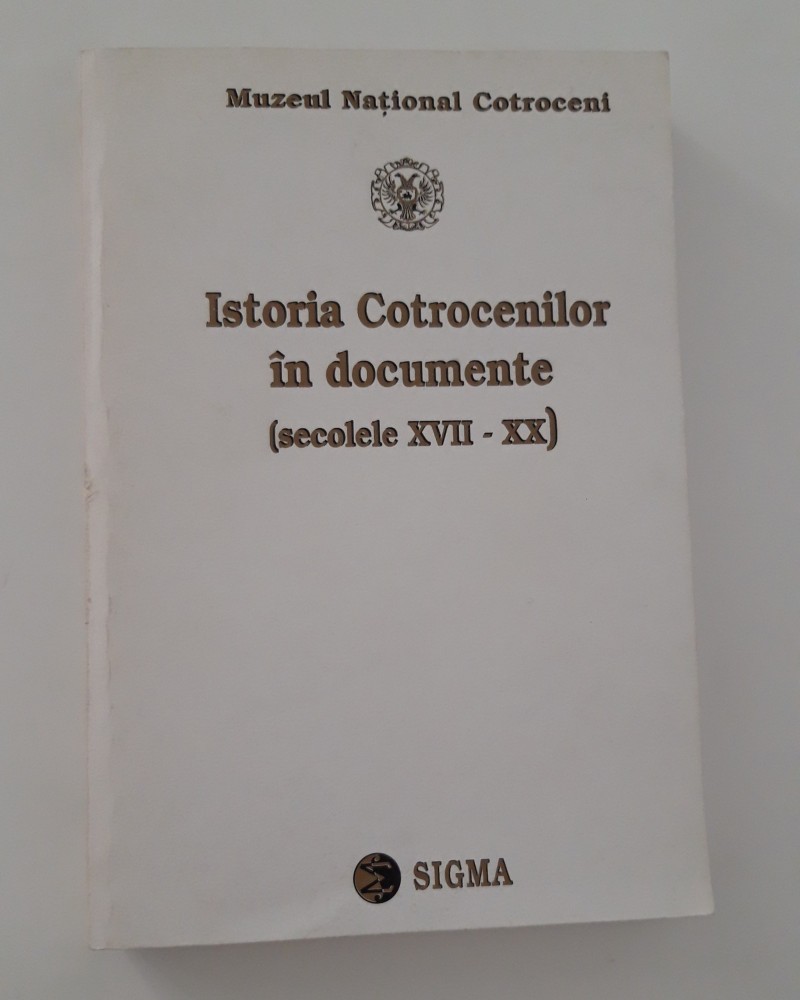 Muzeul Național Cotroceni
Istoria Cotrocenilor
în documente
(secolele XVII - XX)
SIGMA